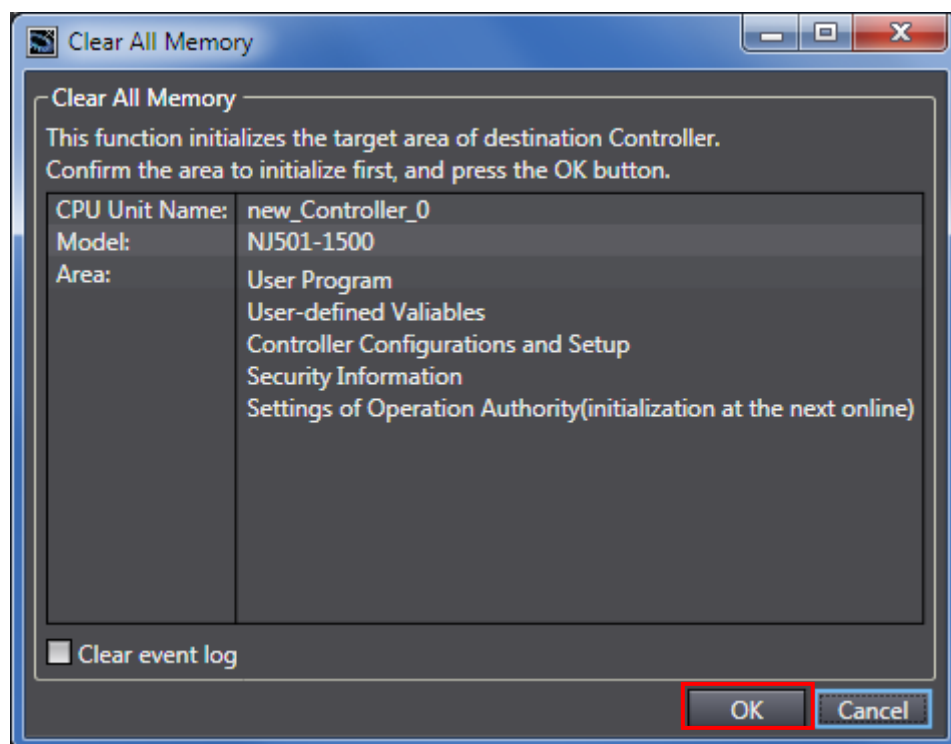 Clear All Memory
Clear All Memory
This function initializes the target area of destination Controller.
Confirm the area to initialize first, and press the OK button.
CPU Unit Name: new_Controller_0
Model: NJ501-1500
Area: User Program
User-defined Valiables
Controller Configurations and Setup
Security Information
Settings of Operation Authority(initialization at the next online)
Clear event log
OK Cancel